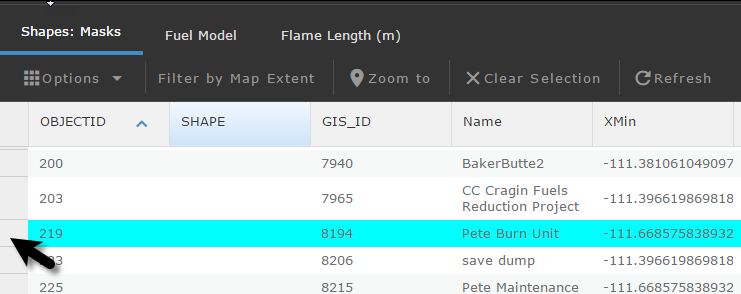 Shapes: Masks Fuel Model Flame Length (m)
Options Filter by Map Extent Zoom to Clear Selection Refresh
OBJECTID SHAPE GIS_ID Name XMin
200 7940 BakerButte2 -111.381061049097
203 7965 CC Cragin Fuels Reduction Project -111.396619869818
219 8194 Pete Burn Unit -111.668575838932
8206 save dump -111.396619869818
225 8215 Pete Maintenance -111.668575838932